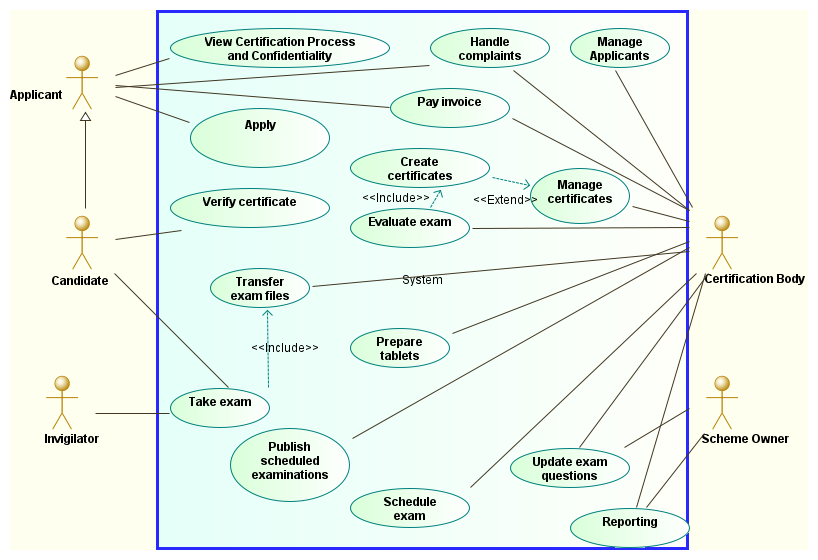 View Certification Process
and Confidentiality
Handle
complaints
Manage
Applicants
Applicant
Pay invoice
Apply
Create
certificates
Manage
certificates
<<Include>>
<<Extend>>
Verify certificate
Evaluate exam
Candidate
Transfer
exam files
System
Certification Body
Prepare
tablets
<<Include>>
Take exam
Invigilator
Scheme Owner
Publish
scheduled
examinations
Update exam
questions
Schedule
exam
Reporting